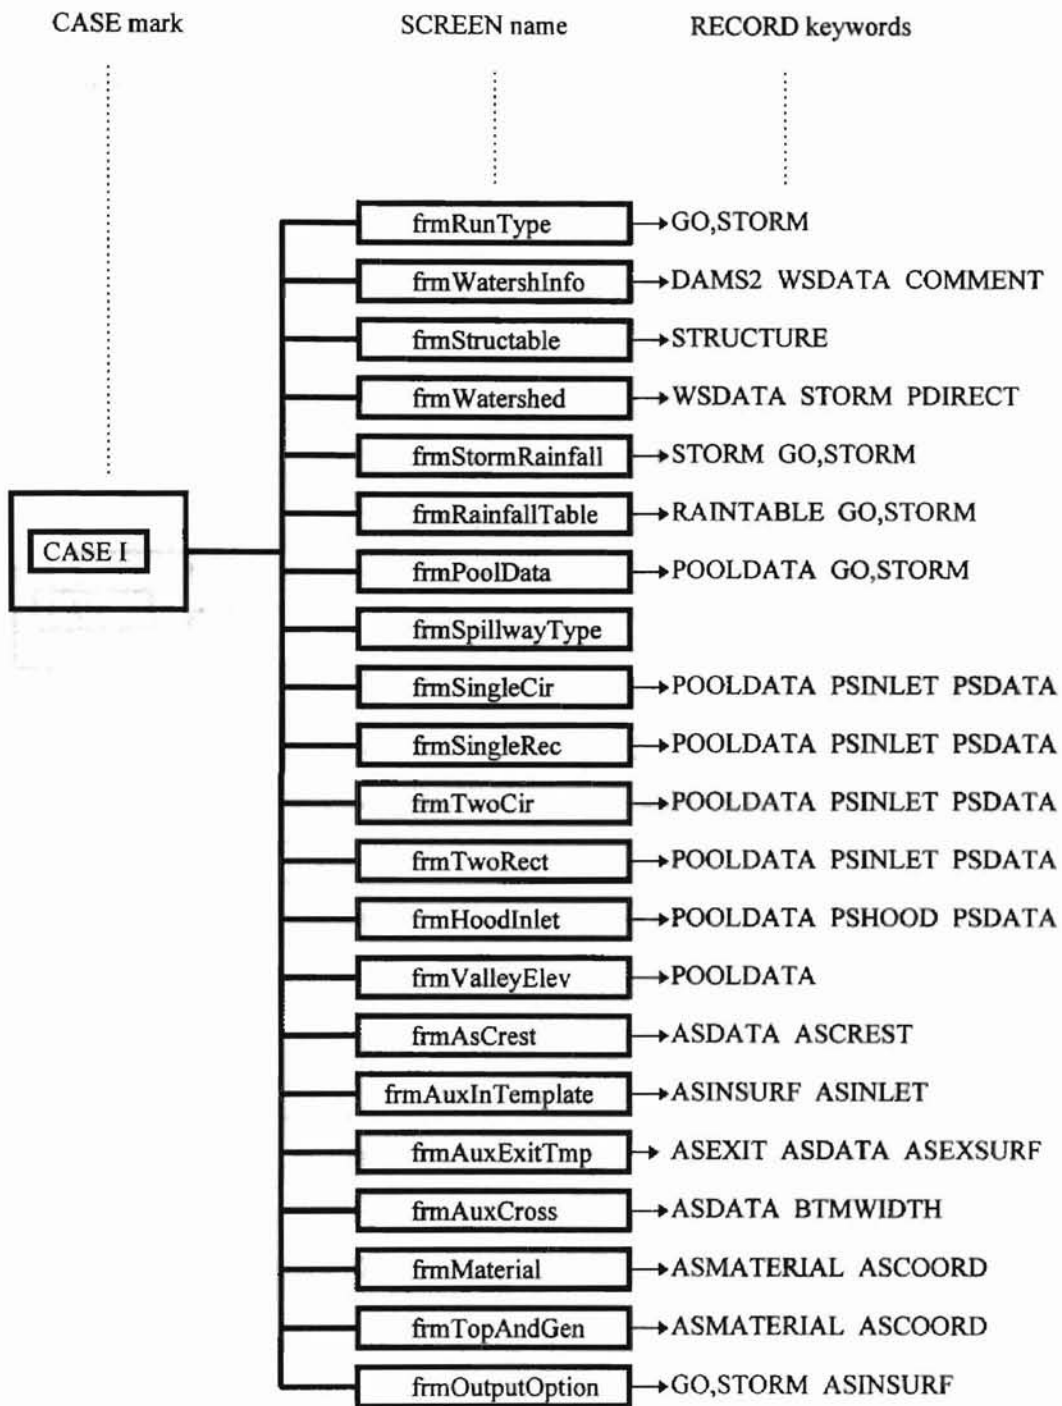 CASE mark SCREEN name RECORD keywords
frmRunType GO,STORM
frmWatershInfo DAMS2 WSDATA COMMENT
frmStructable STRUCTURE
frmWatershed WSDATA STORM PDIRECT
frmStormRainfall STORM GO,STORM
frmRainfallTable RAINTABLE GO,STORM
CASE I
frmPoolData POOLDATA GO,STORM
frmSpillwayType
frmSingleCir POOLDATA PSINLET PSDATA
frmSingleRec POOLDATA PSINLET PSDATA
frmTwoCir POOLDATA PSINLET PSDATA
frmTwoRect POOLDATA PSINLET PSDATA
frmHoodInlet POOLDATA PSHOOD PSDATA
frmValleyElev POOLDATA
frmAsCrest ASDATA ASCREST
frmAuxInTemplate ASINSURF ASINLET
frmAuxExitTmp ASEXIT ASDATA ASEXSURF
frmAuxCross ASDATA BTMWIDTH
frmMaterial ASMATERIAL ASCOORD
frmTopAndGen ASMATERIAL ASCOORD
frmOutputOption GO,STORM ASINSURF